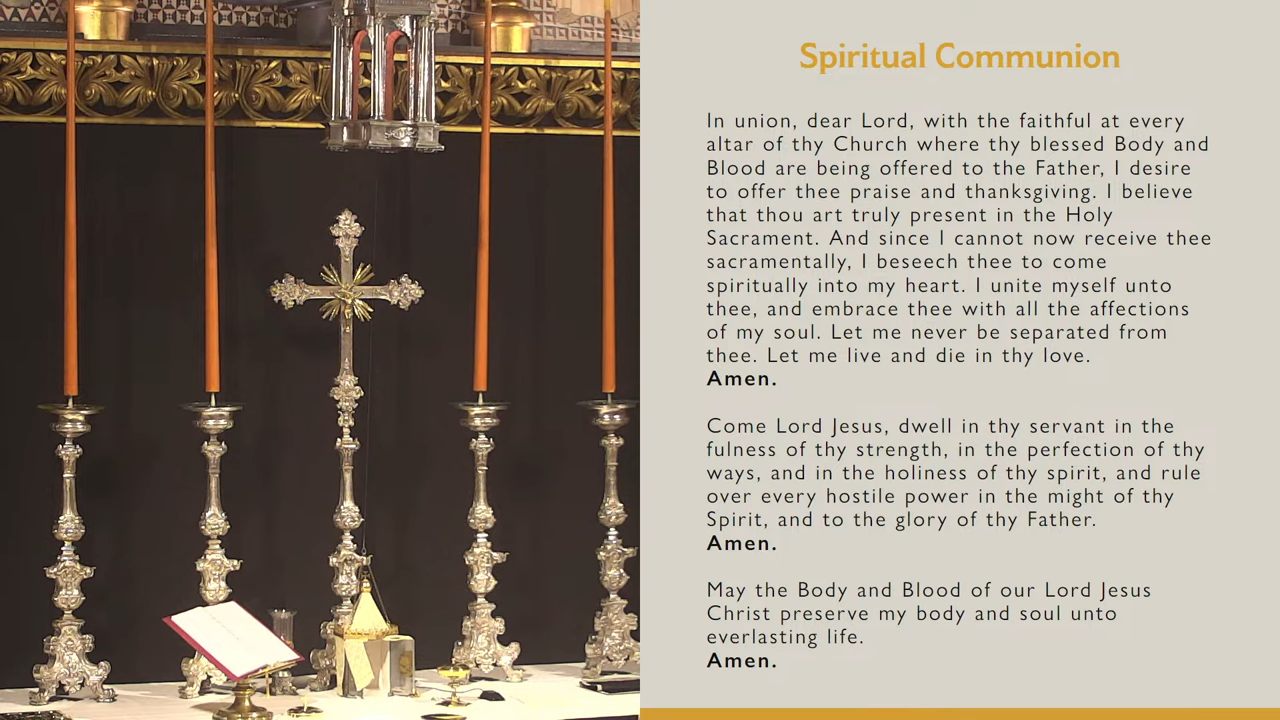 Spiritual Communion
In union, dear Lord, with the faithful at every
altar of thy Church where thy blessed Body and
Blood are being offered to the Father, I desire
to offer thee praise and thanksgiving. I believe
that thou art truly present in the Holy
Sacrament. And since I cannot now receive thee
sacramentally, I beseech thee to come
spiritually into my heart. I unite myself unto
thee, and embrace thee with all the affections
of my soul. Let me never be separated from
thee. Let me live and die in thy love.
Amen.
Come Lord Jesus, dwell in thy servant in the
fulness of thy strength, in the perfection of thy
ways, and in the holiness of thy spirit, and rule
over every hostile power in the might of thy
Spirit, and to the glory of thy Father.
Amen.
May the Body and Blood of our Lord Jesus
Christ preserve my body and soul unto
everlasting life.
Amen.